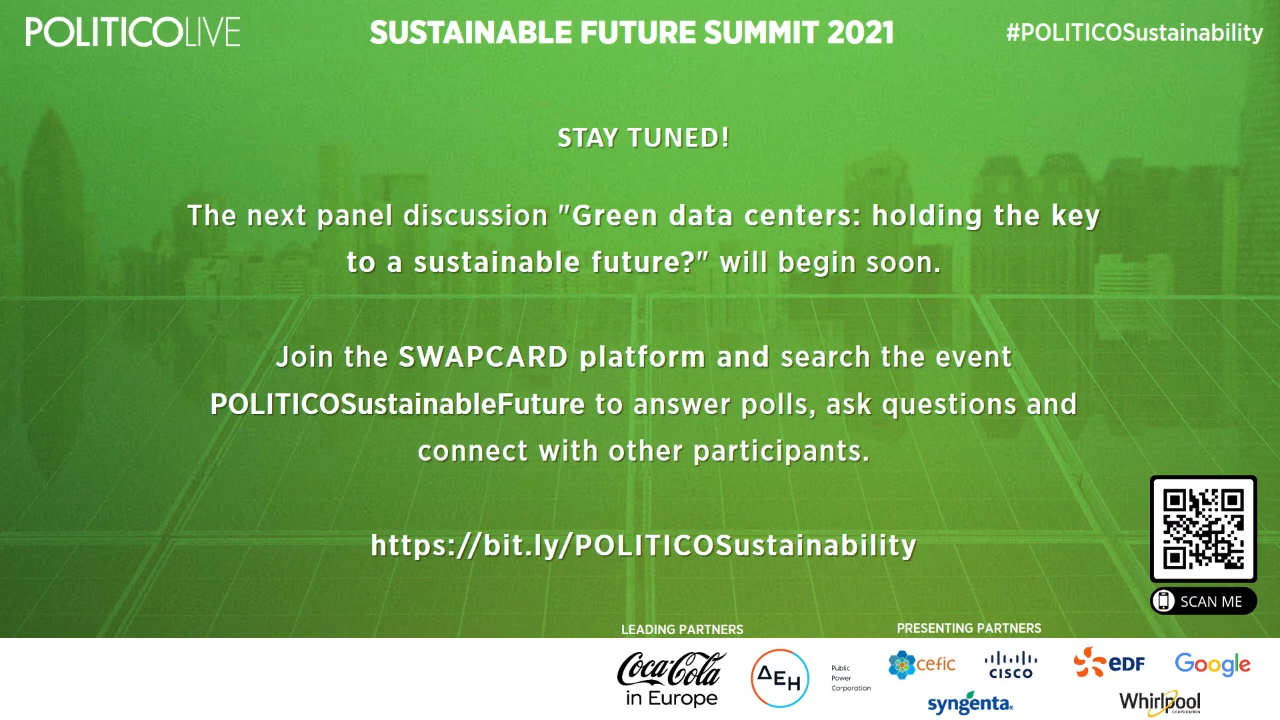 POLITICOLIVE
SUSTAINABLE FUTURE SUMMIT 2021
#POLITICOSustainability
STAY TUNED!
The next panel discussion "Green data centers: holding the key
to a sustainable future?" will begin soon.
Join the SWAPCARD platform and search the event
POLITICOSustainableFuture to answer polls, ask questions and
connect with other participants.
https://bit.ly/POLITICOSustainability
SCAN ME
LEADING PARTNERS
PRESENTING PARTNERS
Coca-Cola
in Europe
ΔΕΗ
Public
Power
Corporation
cefic
CISCO
EDF
Google
syngenta
Whirlpool
CORPORATION